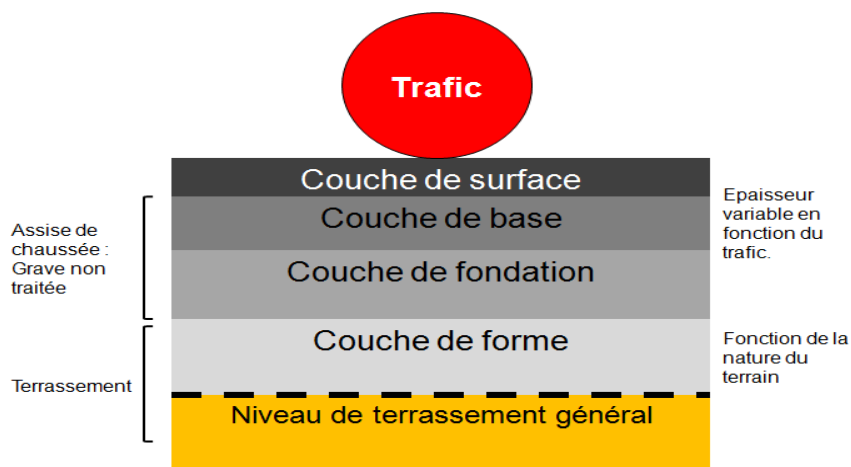 Trafic
Couche de surface
Couche de base
Couche de fondation
Couche de forme
Niveau de terrassement général
Assise de
chaussée :
Grave non
traitée
Terrassement
Epaisseur
variable en
fonction du
trafic.
Fonction de la
nature du
terrain